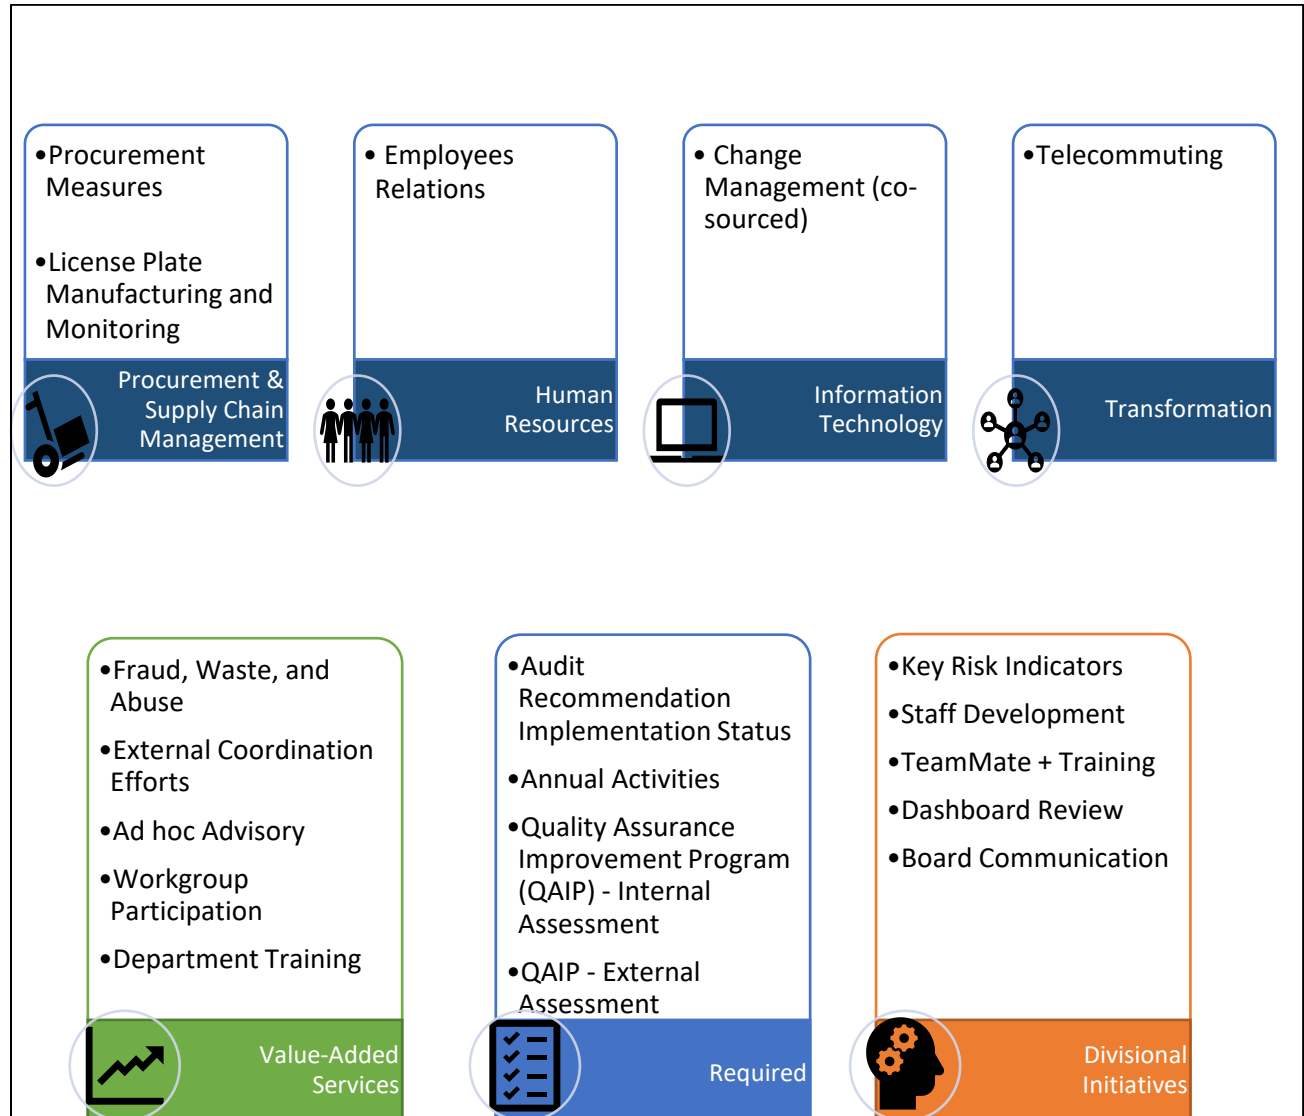 •Procurement
Measures
•License Plate
Manufacturing and
Monitoring
Procurement &
Supply Chain
Management
• Employees
Relations
Human
Resources
• Change
Management (co-
sourced)
Information
Technology
•Telecommuting
Transformation
•Fraud, Waste, and
Abuse
•External Coordination
Efforts
•Ad hoc Advisory
•Workgroup
Participation
•Department Training
Value-Added
Services
•Audit
Recommendation
Implementation Status
•Annual Activities
•Quality Assurance
Improvement Program
(QAIP) - Internal
Assessment
•QAIP - External
Assessment
Required
•Key Risk Indicators
•Staff Development
•TeamMate + Training
•Dashboard Review
•Board Communication
Divisional
Initiatives